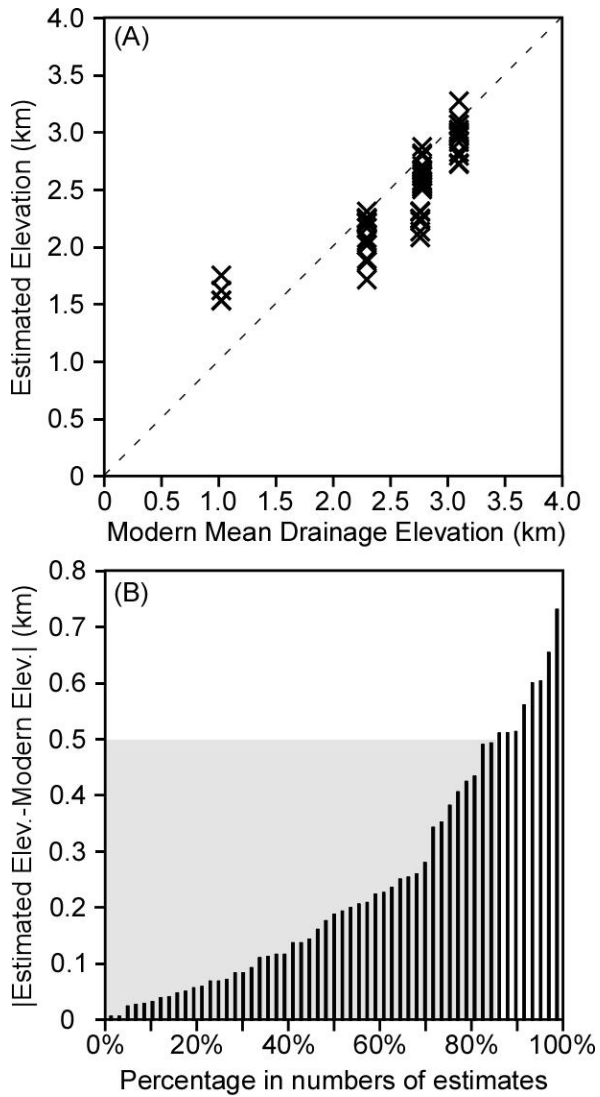 (A)
4.0
3.5
3.0
2.5
2.0
1.5
1.0
0.5
0
Estimated Elevation (km)
0 0.5 1.0 1.5 2.0 2.5 3.0 3.5 4.0
Modern Mean Drainage Elevation (km)
(B)
0.8
0.7
0.6
0.5
0.4
0.3
0.2
0.1
0
|Estimated Elev.-Modern Elev.| (km)
0% 20% 40% 60% 80% 100%
Percentage in numbers of estimates